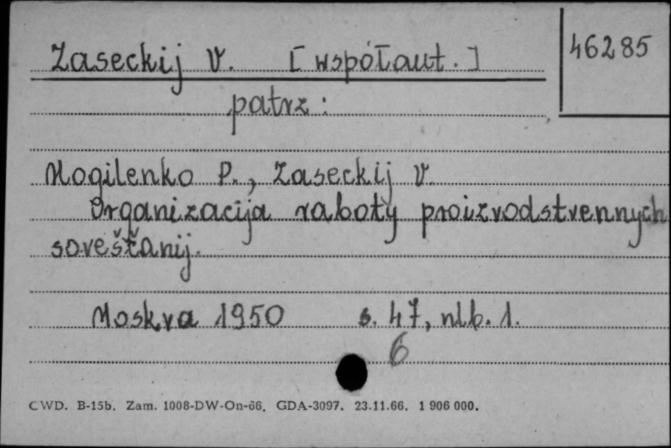 Zaseckij V. [współaut.]
46285
patrz:
Mogilenko P., Zaseckij V.
Organizacija raboty proizvodstvennych
soveščanij.
Moskva 1950 s. 47, nlb. 1.
6
CWD. B-15b. Zam. 1008-DW-On-66. GDA-3097. 23.11.66. 1 906 000.